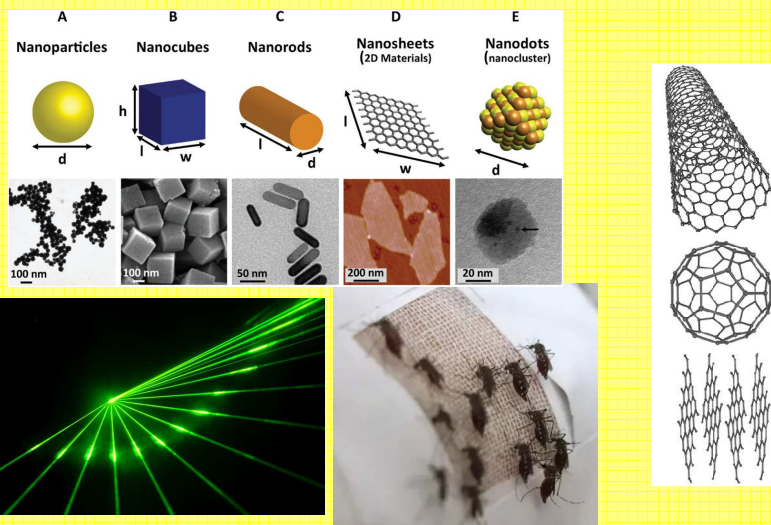 A B C D E
Nanoparticles Nanocubes Nanorods Nanosheets Nanodots
(2D Materials) (nanocluster)
h l w l d l w
d d
100 nm 100 nm 50 nm 200 nm 20 nm